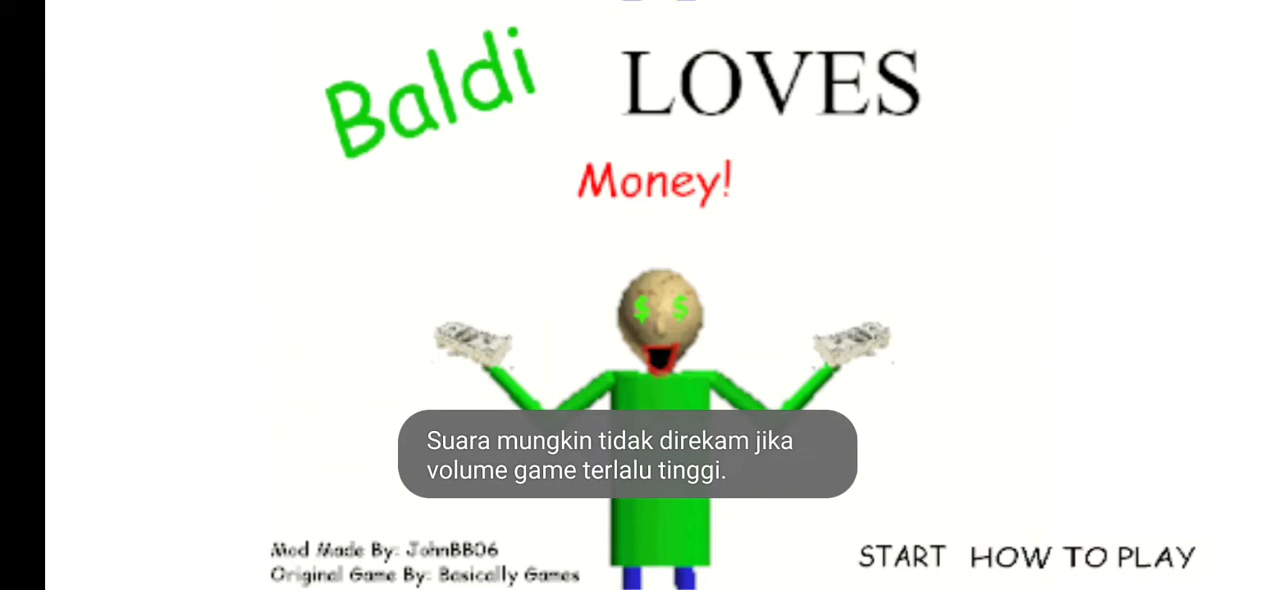 Baldi LOVES
Money!
$ $
Suara mungkin tidak direkam jika
volume game terlalu tinggi.
Mod Made By: JohnBB06
Original Game By: Basically Games
START HOW TO PLAY